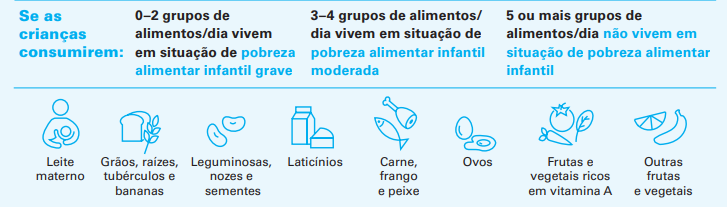 Se as
crianças
consumirem:
0–2 grupos de
alimentos/dia vivem
em situação de pobreza
alimentar infantil grave
3–4 grupos de alimentos/
dia vivem em situação de
pobreza alimentar infantil
moderada
5 ou mais grupos de
alimentos/dia não vivem em
situação de pobreza alimentar
infantil
Leite
materno
Grãos, raízes,
tubérculos e
bananas
Leguminosas,
nozes e
sementes
Laticínios
Carne,
frango
e peixe
Ovos
Frutas e
vegetais ricos
em vitamina A
Outras
frutas
e vegetais